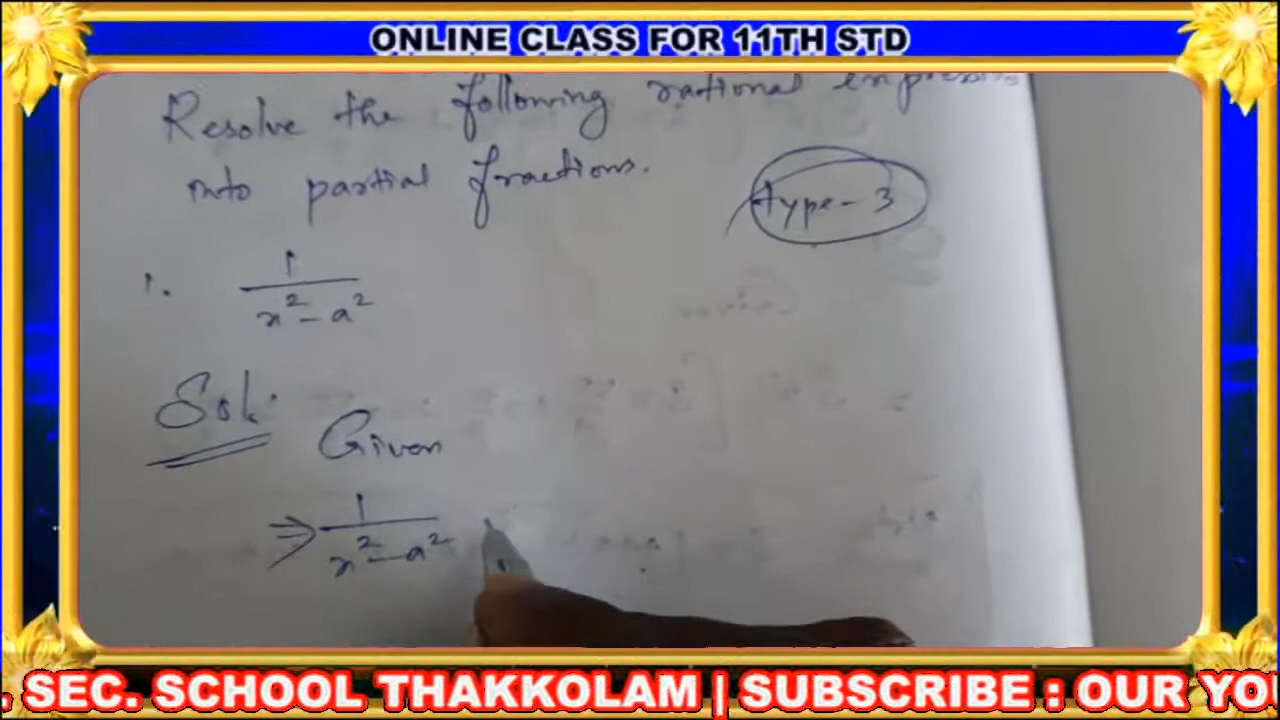 ONLINE CLASS FOR 11TH STD
Resolve the following rational
into partial fractions.
type - 3
1. 1
x² - a²
Sol:
Given
⇒ 1
x² - a²
. SEC. SCHOOL THAKKOLAM | SUBSCRIBE : OUR YO